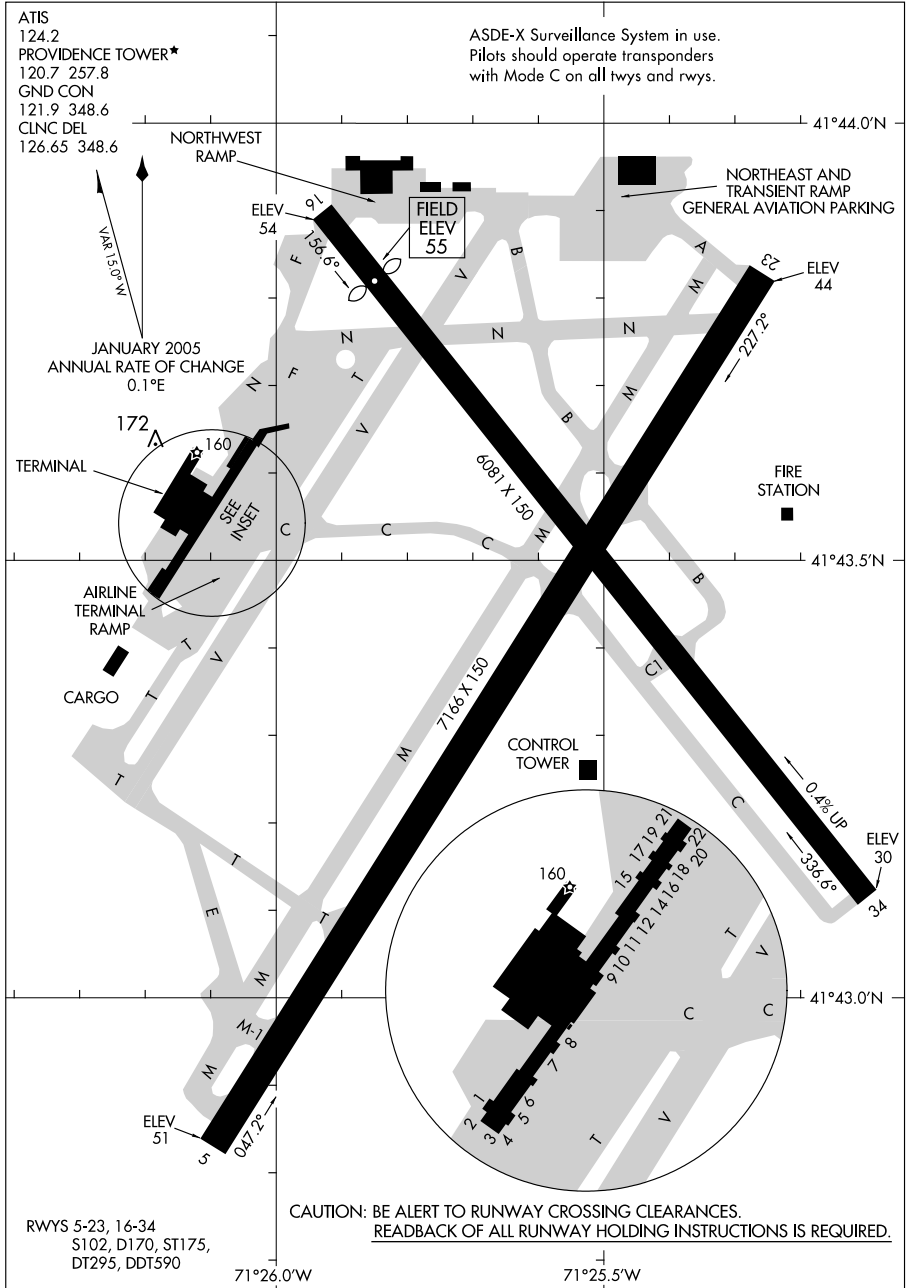 ATIS
124.2
PROVIDENCE TOWER★
120.7 257.8
GND CON
121.9 348.6
CLNC DEL
126.65 348.6
ASDE-X Surveillance System in use.
Pilots should operate transponders
with Mode C on all twys and rwys.
41°44.0'N
NORTHWEST
RAMP
NORTHEAST AND
TRANSIENT RAMP
GENERAL AVIATION PARKING
VAR 15.0° W
ELEV
54
16
FIELD
ELEV
55
156.6°
F
V
B
A
M
23
ELEV
44
227.2°
JANUARY 2005
ANNUAL RATE OF CHANGE
0.1°E
N
N
N
N
F
T
V
M
B
172
160
TERMINAL
SEE
INSET
6081 X 150
FIRE
STATION
C
C
C
M
41°43.5'N
B
AIRLINE
TERMINAL
RAMP
T
V
T
C1
CARGO
7166 X 150
M
T
CONTROL
TOWER
C
0.4% UP
336.6°
ELEV
30
34
T
E
T
M
M-1
M
ELEV
51
5
047.2°
160
15
17
19
21
22
20
18
16
14
12
11
10
9
8
7
6
5
4
3
2
1
T
V
C
C
T
V
41°43.0'N
CAUTION: BE ALERT TO RUNWAY CROSSING CLEARANCES.
READBACK OF ALL RUNWAY HOLDING INSTRUCTIONS IS REQUIRED.
RWYS 5-23, 16-34
S102, D170, ST175,
DT295, DDT590
71°26.0'W
71°25.5'W